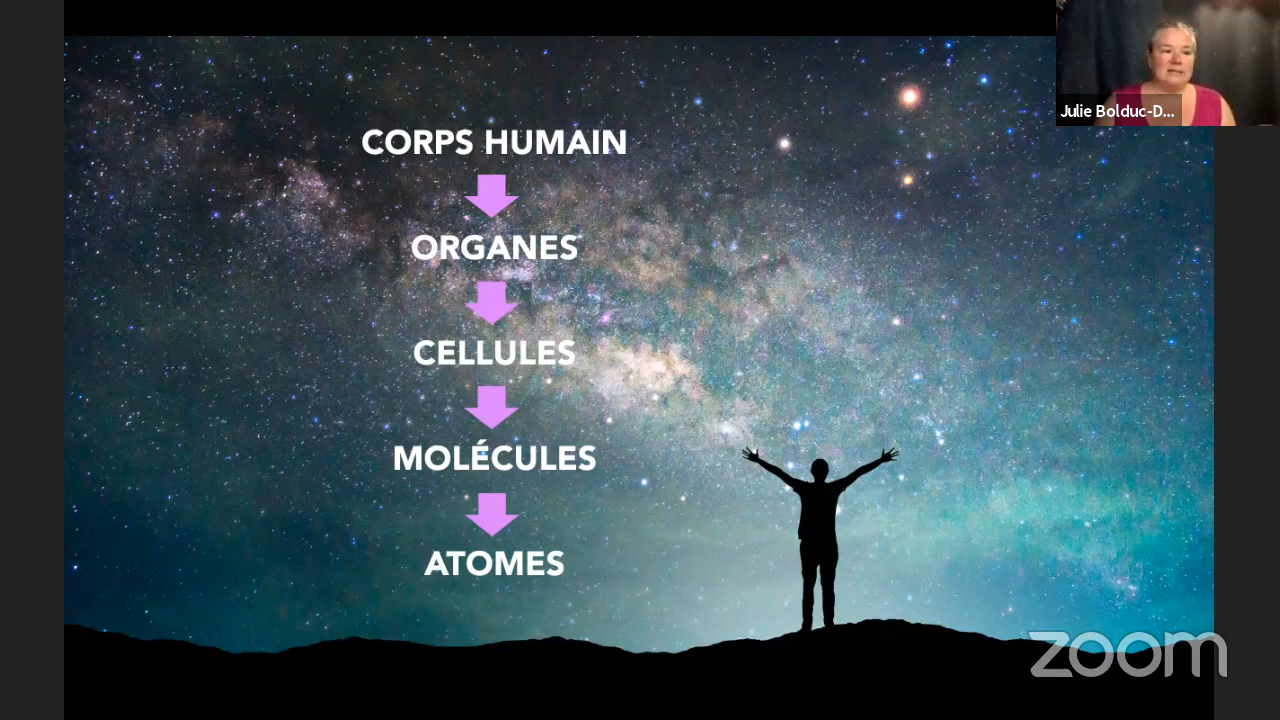 Julie Bolduc-D...
CORPS HUMAIN
ORGANES
CELLULES
MOLÉCULES
ATOMES
zoom